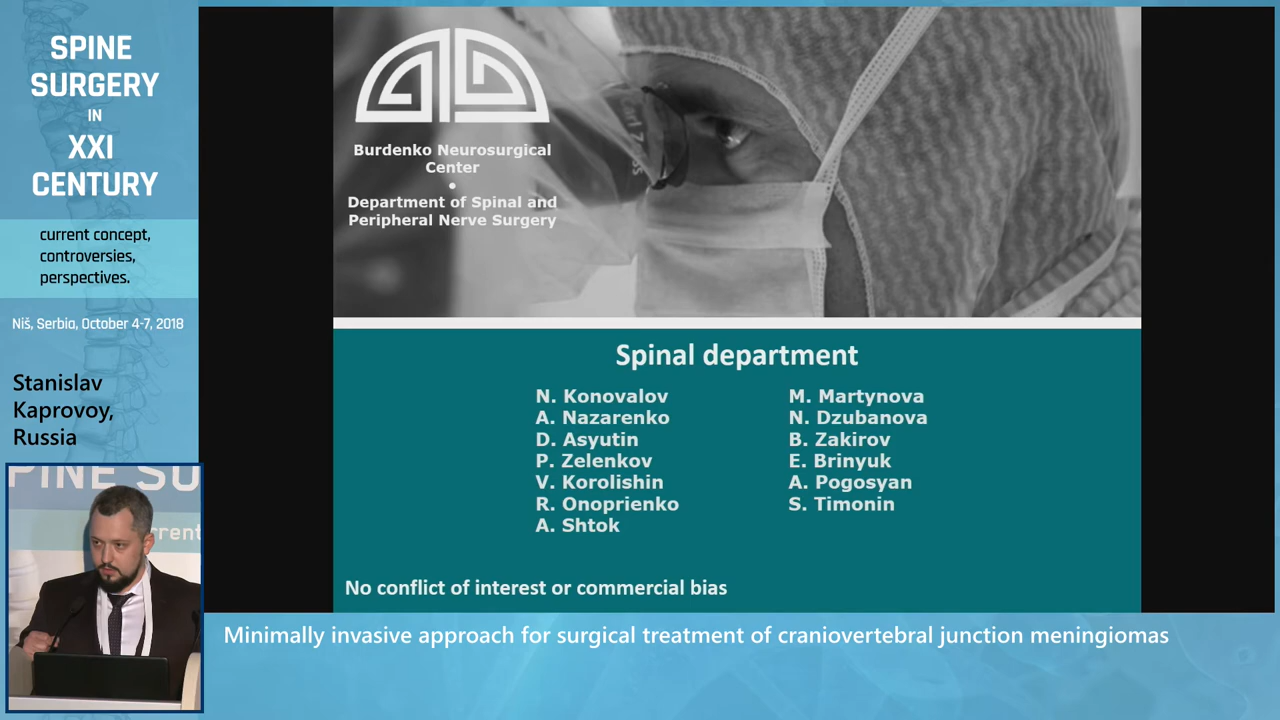 SPINE
SURGERY
IN
XXI
CENTURY
current concept,
controversies,
perspectives.
Niš, Serbia, October 4-7, 2018
Stanislav
Kaprovoy,
Russia
PINE SU
rrent
Burdenko Neurosurgical
Center
•
Department of Spinal and
Peripheral Nerve Surgery
Spinal department
N. Konovalov
A. Nazarenko
D. Asyutin
P. Zelenkov
V. Korolishin
R. Onoprienko
A. Shtok
M. Martynova
N. Dzubanova
B. Zakirov
E. Brinyuk
A. Pogosyan
S. Timonin
No conflict of interest or commercial bias
Minimally invasive approach for surgical treatment of craniovertebral junction meningiomas